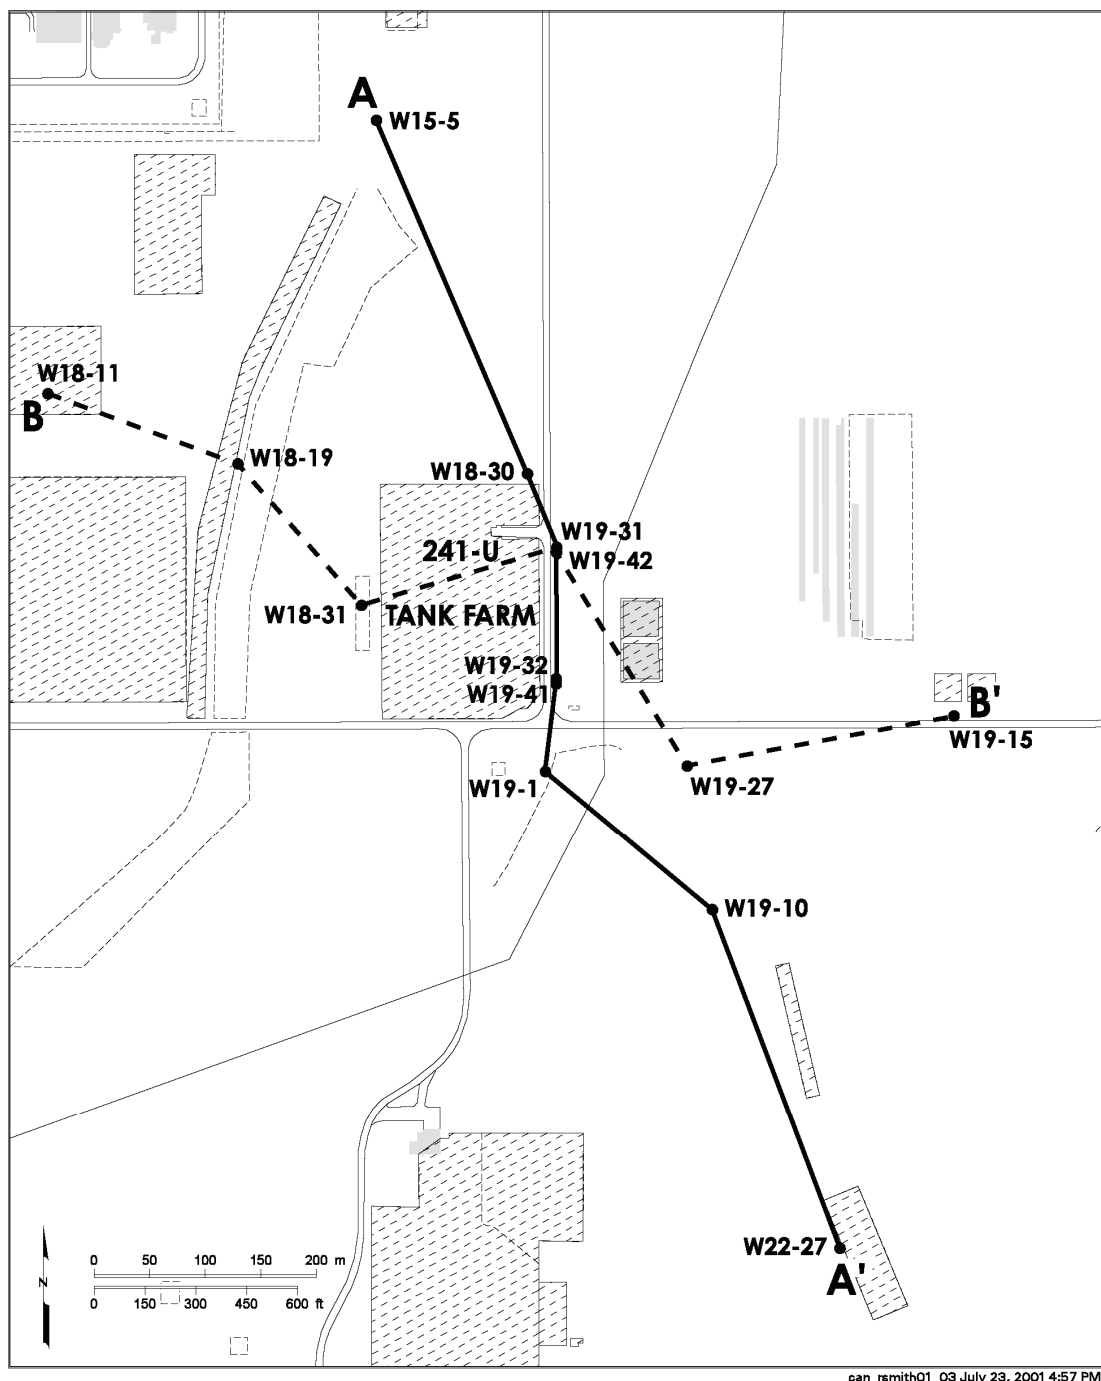 A
W15-5
W18-11
B
W18-19
W18-30
W19-31
241-U
W19-42
W18-31
TANK FARM
W19-32
W19-41
B'
W19-15
W19-1
W19-27
W19-10
W22-27
A'
0 50 100 150 200 m
N
0 150 300 450 600 ft
can_rsmith01_03 July 23, 2001 4:57 PM